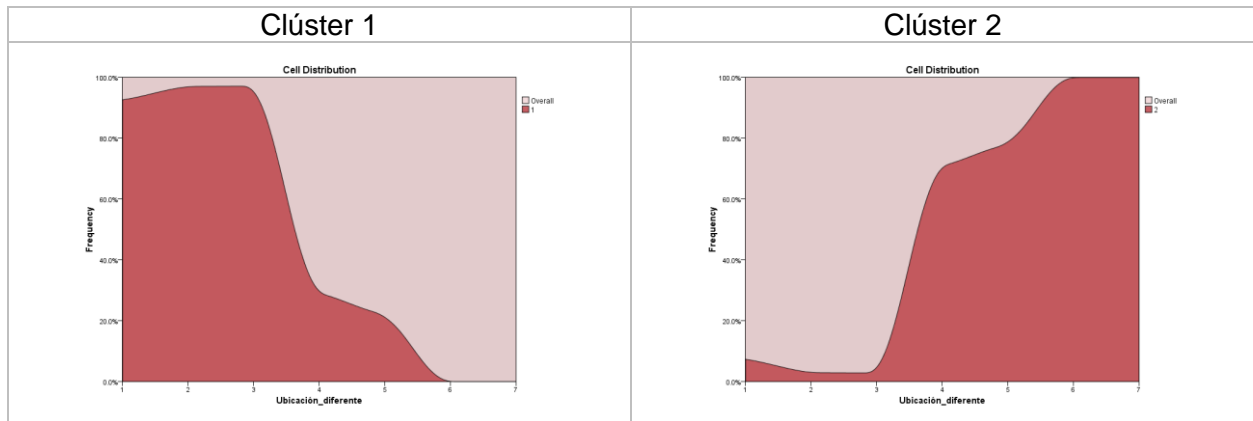 Clúster 1
Clúster 2
Cell Distribution
100.0%
80.0%
60.0%
40.0%
20.0%
0.0%
Frequency
1 2 3 4 5 6 7
Ubicación_diferente
Overall
1
Cell Distribution
100.0%
80.0%
60.0%
40.0%
20.0%
0.0%
Frequency
1 2 3 4 5 6 7
Ubicación_diferente
Overall
2